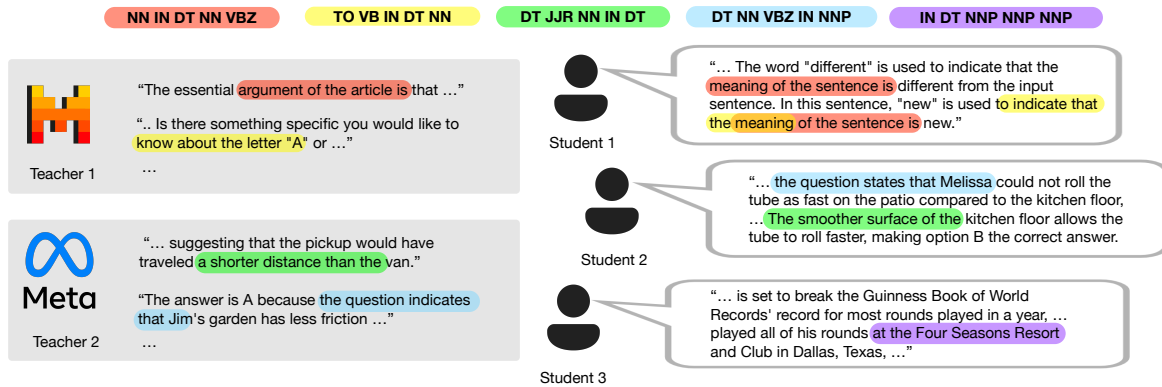 NN IN DT NN VBZ
TO VB IN DT NN
DT JJR NN IN DT
DT NN VBZ IN NNP
IN DT NNP NNP NNP
"The essential argument of the article is that …"
".. Is there something specific you would like to
know about the letter "A" or …"
…
Teacher 1
"… suggesting that the pickup would have
traveled a shorter distance than the van."
"The answer is A because the question indicates
that Jim's garden has less friction …"
…
Meta
Teacher 2
"… The word "different" is used to indicate that the
meaning of the sentence is different from the input
sentence. In this sentence, "new" is used to indicate that
the meaning of the sentence is new."
Student 1
"… the question states that Melissa could not roll the
tube as fast on the patio compared to the kitchen floor,
… The smoother surface of the kitchen floor allows the
tube to roll faster, making option B the correct answer.
Student 2
"… is set to break the Guinness Book of World
Records' record for most rounds played in a year, …
played all of his rounds at the Four Seasons Resort
and Club in Dallas, Texas, …"
Student 3